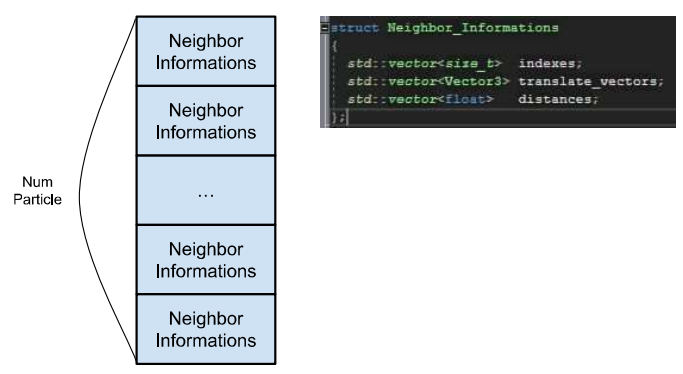 Neighbor
Informations
Neighbor
Informations
...
Neighbor
Informations
Neighbor
Informations
Num
Particle
struct Neighbor_Informations
{
std::vector<size_t> indexes;
std::vector<Vector3> translate_vectors;
std::vector<float> distances;
};